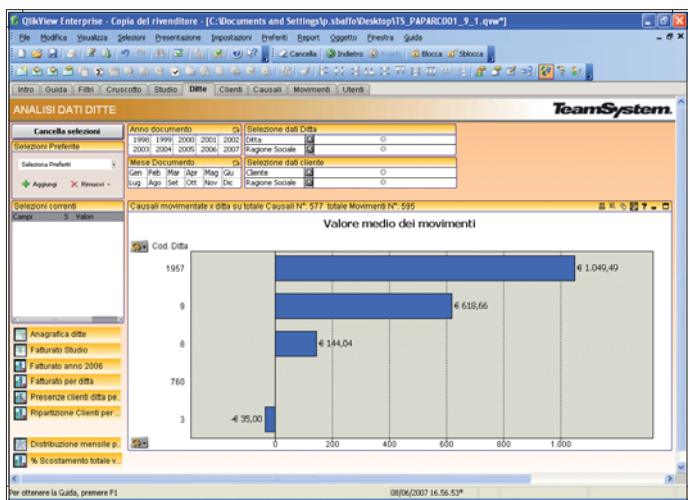 QlikView Enterprise - Copia del rivenditore - [C:\Documents and Settings\p.sbaffo\Desktop\TS_PAPARC001_9_1.qvw*]
File Modifica Visualizza Selezioni Presentazione Impostazioni Preferiti Report Oggetto Finestra Guida
Cancella Indietro Avanti Blocca Sblocca
Intro Guida Filtri Cruscotto Studio Ditte Clienti Causali Movimenti Utenti
ANALISI DATI DITTE
TeamSystem.
Cancella selezioni
Selezioni Preferite
Seleziona Preferiti
Aggiungi Rimuovi
Anno documento
1998 1999 2000 2001 2002
2003 2004 2005 2006 2007
Mese Documento
Gen Feb Mar Apr Mag Giu
Lug Ago Set Ott Nov Dic
Selezione dati Ditta
Ditta
Ragione Sociale
Selezione dati cliente
Cliente
Ragione Sociale
Selezioni correnti
Campi S Valori
Causali movimentate x ditta su totale Causali N°: 577 totale Movimenti N°: 595
Valore medio dei movimenti
Cod. Ditta
1957 € 1.049,49
9 € 618,66
8 € 144,04
760
3 -€ 35,00
0 200 400 600 800 1.000
Anagrafica ditte
Fatturato Studio
Fatturato anno 2006
Fatturato per ditta
Presenze clienti ditta pe...
Ripartizione Clienti per ...
Distribuzione mensile p...
% Scostamento totale v...
Per ottenere la Guida, premere F1
08/06/2007 16.56.53*